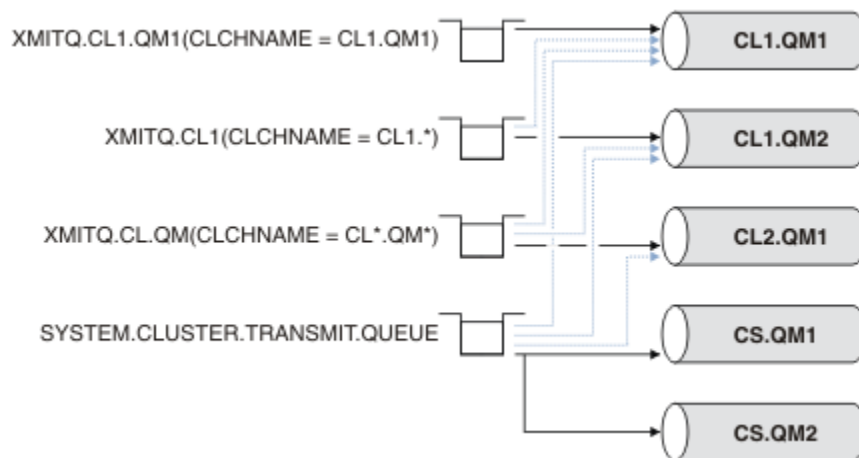 XMITQ.CL1.QM1(CLCHNAME = CL1.QM1)
CL1.QM1
XMITQ.CL1(CLCHNAME = CL1.*)
CL1.QM2
XMITQ.CL.QM(CLCHNAME = CL*.QM*)
CL2.QM1
SYSTEM.CLUSTER.TRANSMIT.QUEUE
CS.QM1
CS.QM2